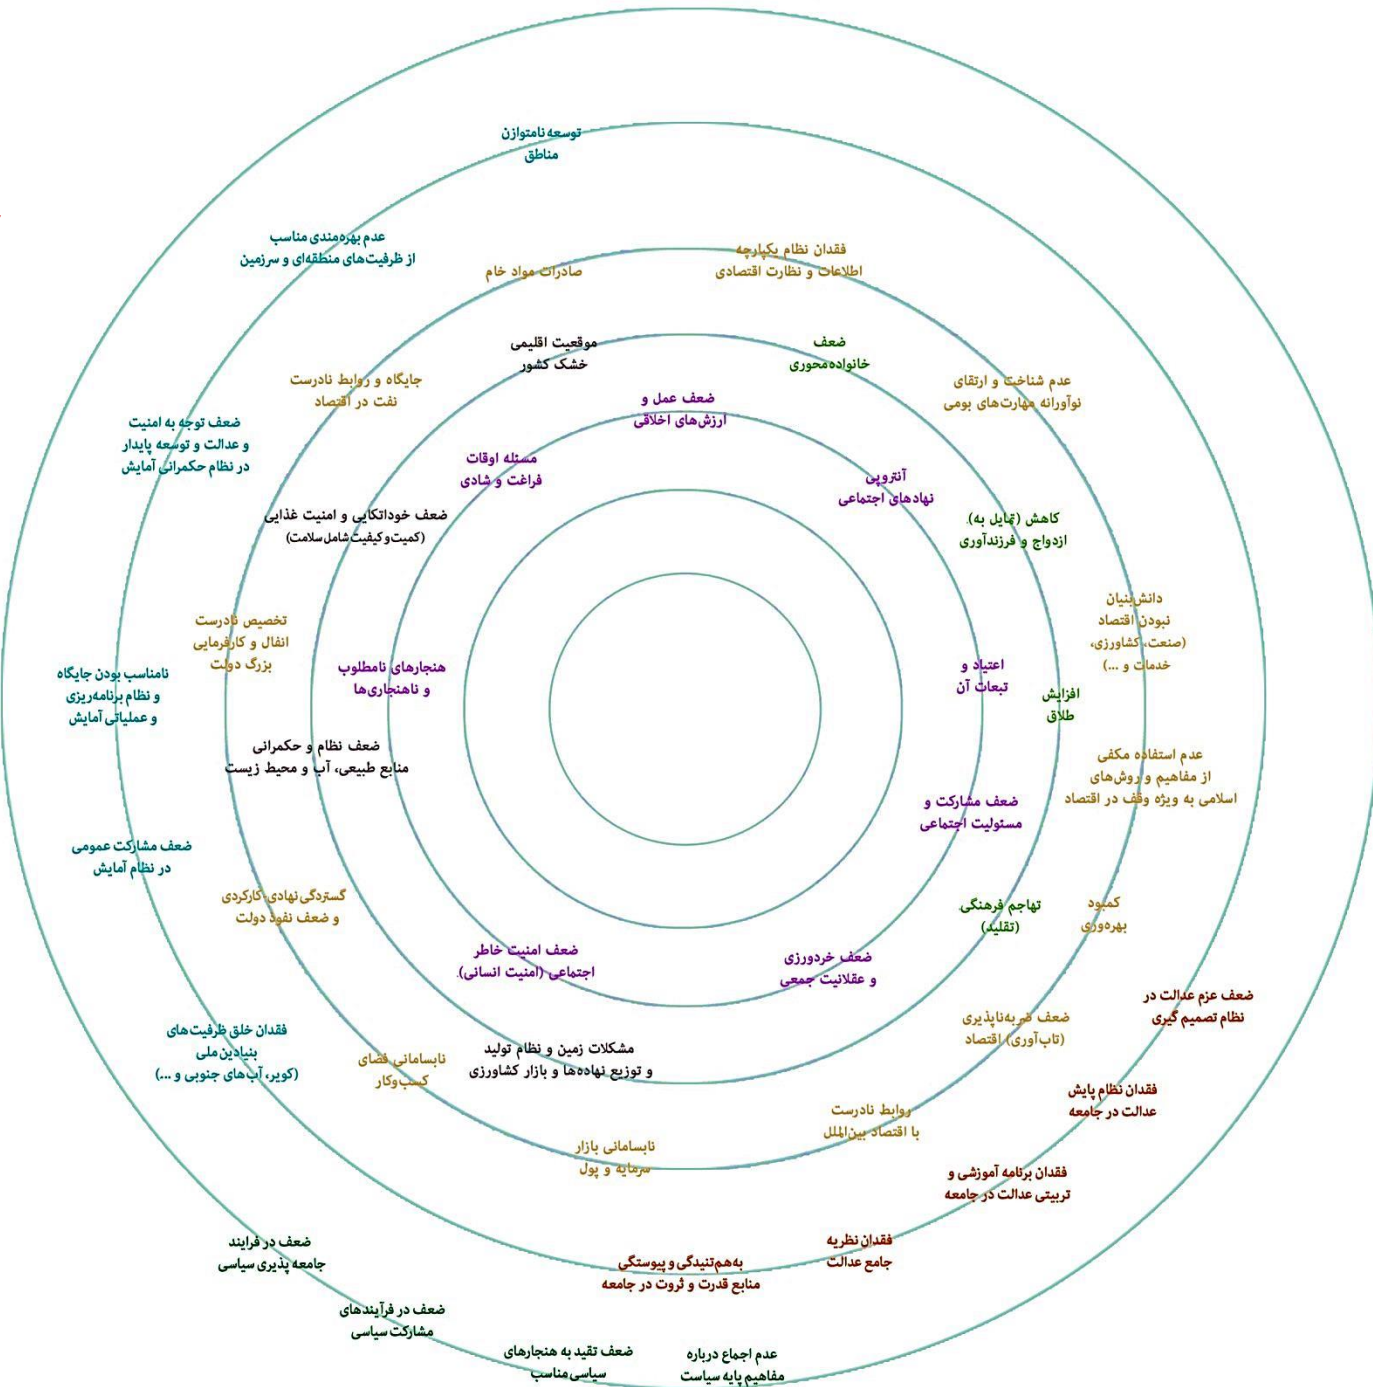 توسعه نامتوازن
مناطق
عدم بهره‌مندی مناسب
از ظرفیت‌های منطقه‌ای و سرزمین
فقدان نظام یکپارچه
اطلاعات و نظارت اقتصادی
صادرات مواد خام
موقعیت اقلیمی
خشک کشور
ضعف
خانواده‌محوری
جایگاه و روابط نادرست
نفت در اقتصاد
عدم شناخت و ارتقای
نوآورانه مهارت‌های بومی
ضعف عمل و
ارزش‌های اخلاقی
ضعف توجه به امنیت
و عدالت و توسعه پایدار
در نظام حکمرانی آمایش
مسئله اوقات
فراغت و شادی
آنتروپی
نهادهای اجتماعی
ضعف خوداتکایی و امنیت غذایی
(کمیت و کیفیت شامل سلامت)
کاهش (تمایل به)
ازدواج و فرزندآوری
دانش‌بنیان
نبودن اقتصاد
(صنعت، کشاورزی،
خدمات و ...)
تخصیص نادرست
انفال و کارفرمایی
بزرگ دولت
نامناسب بودن جایگاه
و نظام برنامه‌ریزی
و عملیاتی آمایش
هنجارهای نامطلوب
و ناهنجاری‌ها
اعتیاد و
تبعات آن
افزایش
طلاق
ضعف نظام و حکمرانی
منابع طبیعی، آب و محیط زیست
عدم استفاده مکفی
از مفاهیم و روش‌های
اسلامی به ویژه وقف در اقتصاد
ضعف مشارکت و
مسئولیت اجتماعی
ضعف مشارکت عمومی
در نظام آمایش
گستردگی نهادی کارکردی
و ضعف نفوذ دولت
تهاجم فرهنگی
(تقلید)
کمبود
بهره‌وری
ضعف امنیت خاطر
اجتماعی (امنیت انسانی)
ضعف خردورزی
و عقلانیت جمعی
ضعف عزم عدالت در
نظام تصمیم گیری
ضعف ضربه‌ناپذیری
(تاب‌آوری) اقتصاد
فقدان خلق ظرفیت‌های
بنیادین ملی
(کویر، آب‌های جنوبی و ...)
نابسامانی فضای
کسب‌وکار
مشکلات زمین و نظام تولید
و توزیع نهاده‌ها و بازار کشاورزی
فقدان نظام پایش
عدالت در جامعه
روابط نادرست
با اقتصاد بین‌الملل
نابسامانی بازار
سرمایه و پول
فقدان برنامه آموزشی و
تربیتی عدالت در جامعه
فقدان نظریه
جامع عدالت
به‌هم‌تنیدگی و پیوستگی
منابع قدرت و ثروت در جامعه
ضعف در فرایند
جامعه پذیری سیاسی
ضعف در فرآیندهای
مشارکت سیاسی
ضعف تقید به هنجارهای
سیاسی مناسب
عدم اجماع درباره
مفاهیم پایه سیاست